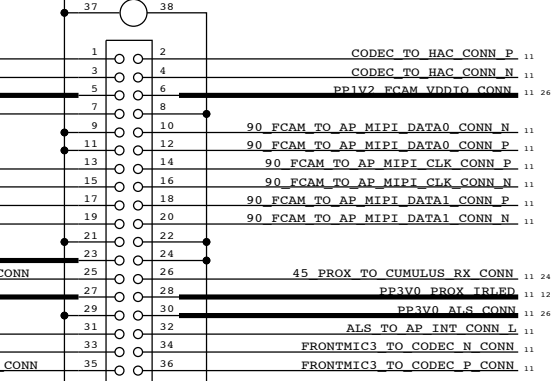 37 38
1 2 CODEC_TO_HAC_CONN_P 11
3 4 CODEC_TO_HAC_CONN_N 11
5 6 PP1V2_FCAM_VDDIO_CONN 11 26
7 8
9 10 90_FCAM_TO_AP_MIPI_DATA0_CONN_N 11
11 12 90_FCAM_TO_AP_MIPI_DATA0_CONN_P 11
13 14 90_FCAM_TO_AP_MIPI_CLK_CONN_P 11
15 16 90_FCAM_TO_AP_MIPI_CLK_CONN_N 11
17 18 90_FCAM_TO_AP_MIPI_DATA1_CONN_P 11
19 20 90_FCAM_TO_AP_MIPI_DATA1_CONN_N 11
21 22
23 24
CONN 25 26 45_PROX_TO_CUMULUS_RX_CONN 11 24
27 28 PP3V0_PROX_IRLED 11 12
29 30 PP3V0_ALS_CONN 11 26
31 32 ALS_TO_AP_INT_CONN_L 11
33 34 FRONTMIC3_TO_CODEC_N_CONN 11
_CONN 35 36 FRONTMIC3_TO_CODEC_P_CONN 11